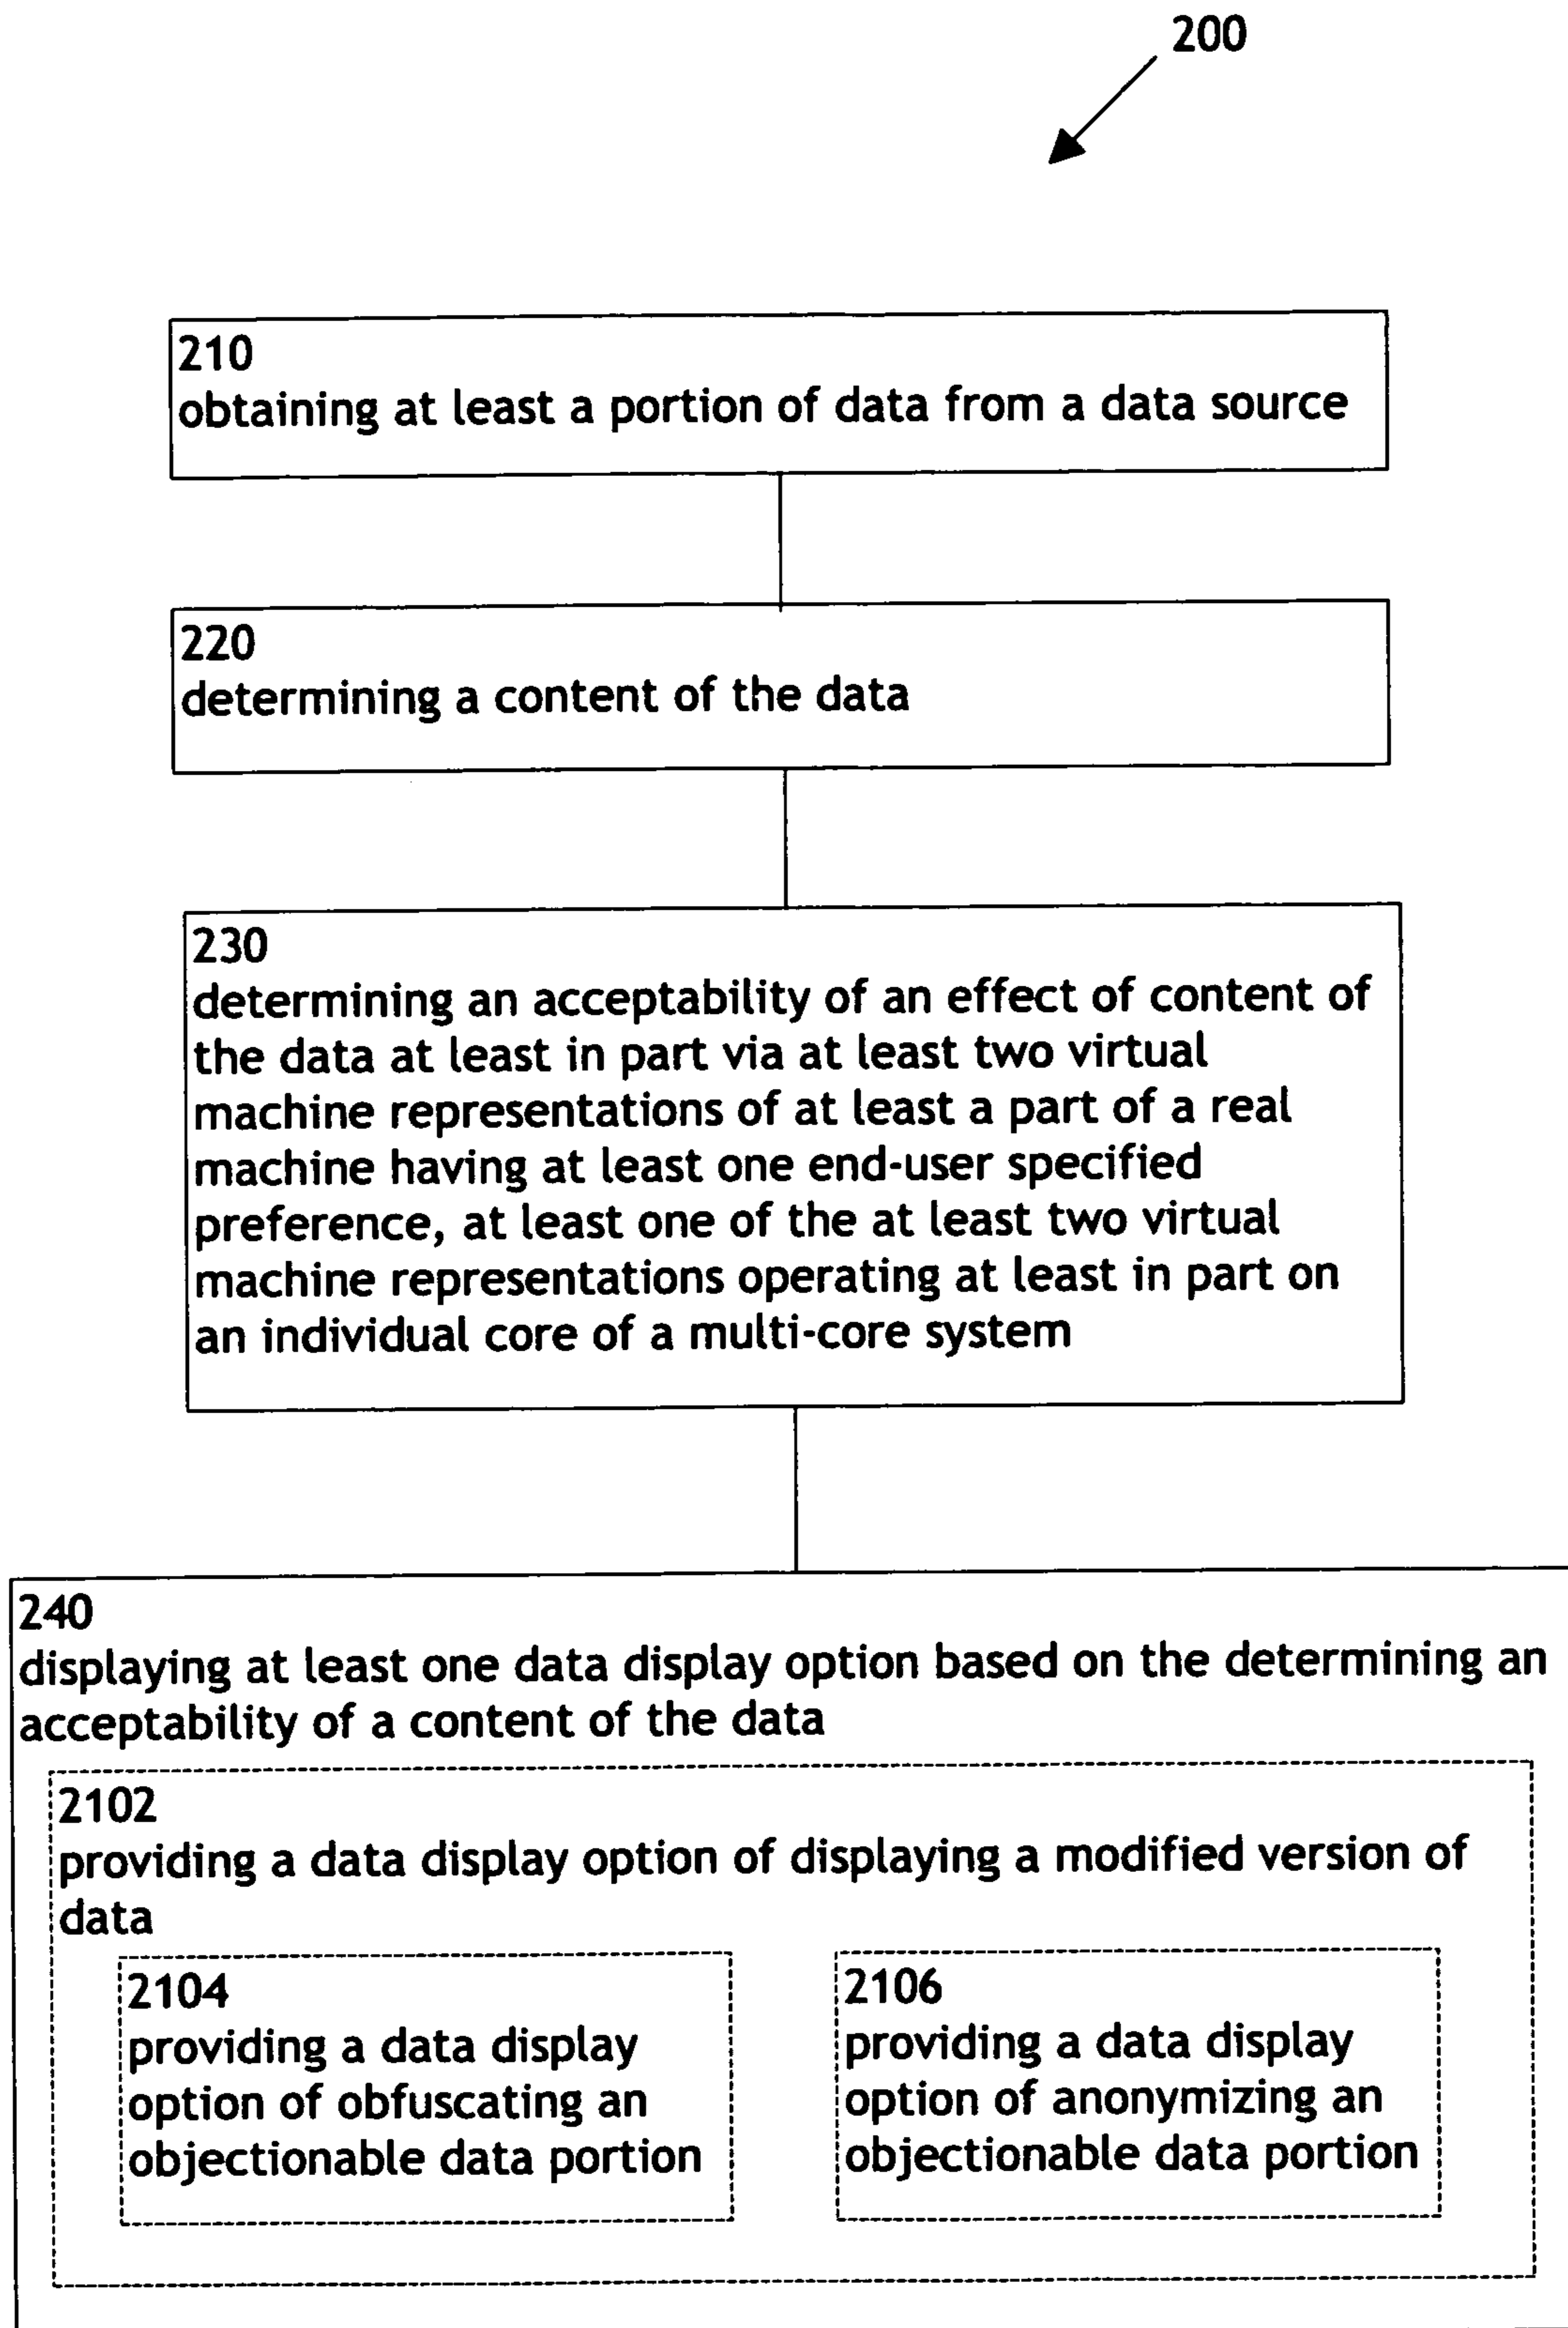 200
210
obtaining at least a portion of data from a data source
220
determining a content of the data
230
determining an acceptability of an effect of content of
the data at least in part via at least two virtual
machine representations of at least a part of a real
machine having at least one end-user specified
preference, at least one of the at least two virtual
machine representations operating at least in part on
an individual core of a multi-core system
240
displaying at least one data display option based on the determining an
acceptability of a content of the data
2102
providing a data display option of displaying a modified version of
data
2104
providing a data display
option of obfuscating an
objectionable data portion
2106
providing a data display
option of anonymizing an
objectionable data portion